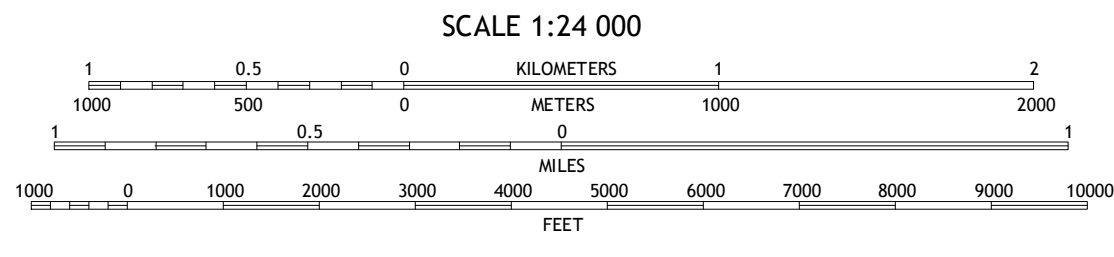 SCALE 1:24 000
1 0.5 0 KILOMETERS 1 2
1000 500 0 METERS 1000 2000
1 0.5 0 1
MILES
1000 0 1000 2000 3000 4000 5000 6000 7000 8000 9000 10000
FEET